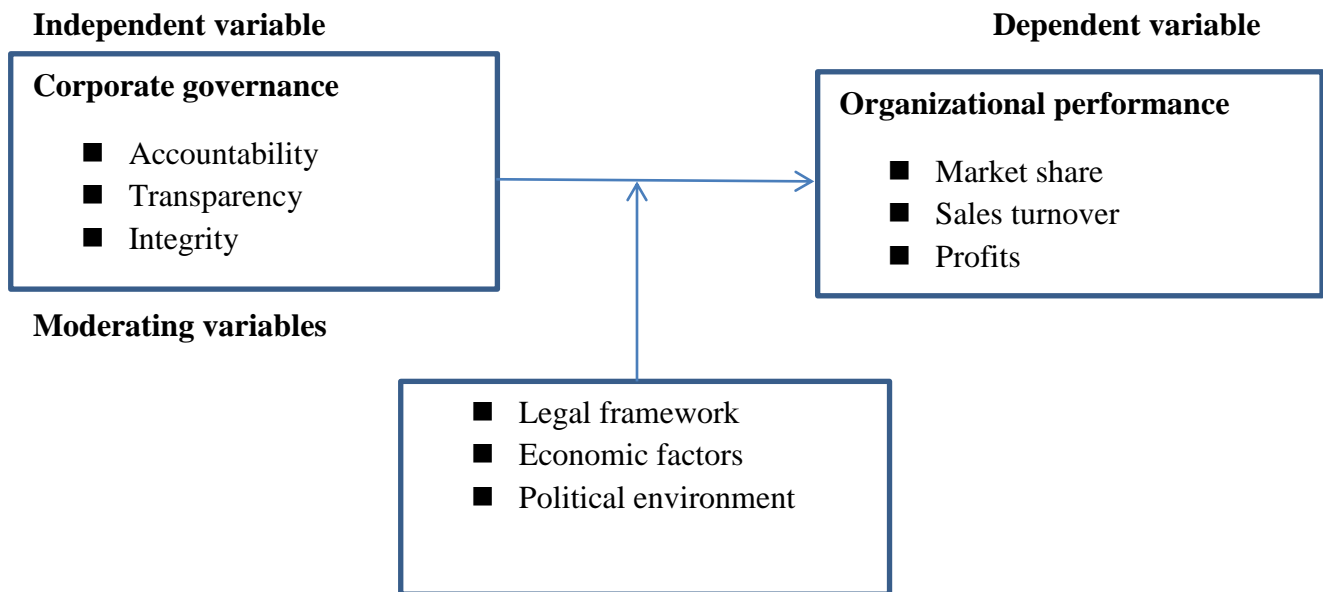 Independent variable
Dependent variable
Corporate governance
■ Accountability
■ Transparency
■ Integrity
Organizational performance
■ Market share
■ Sales turnover
■ Profits
Moderating variables
■ Legal framework
■ Economic factors
■ Political environment